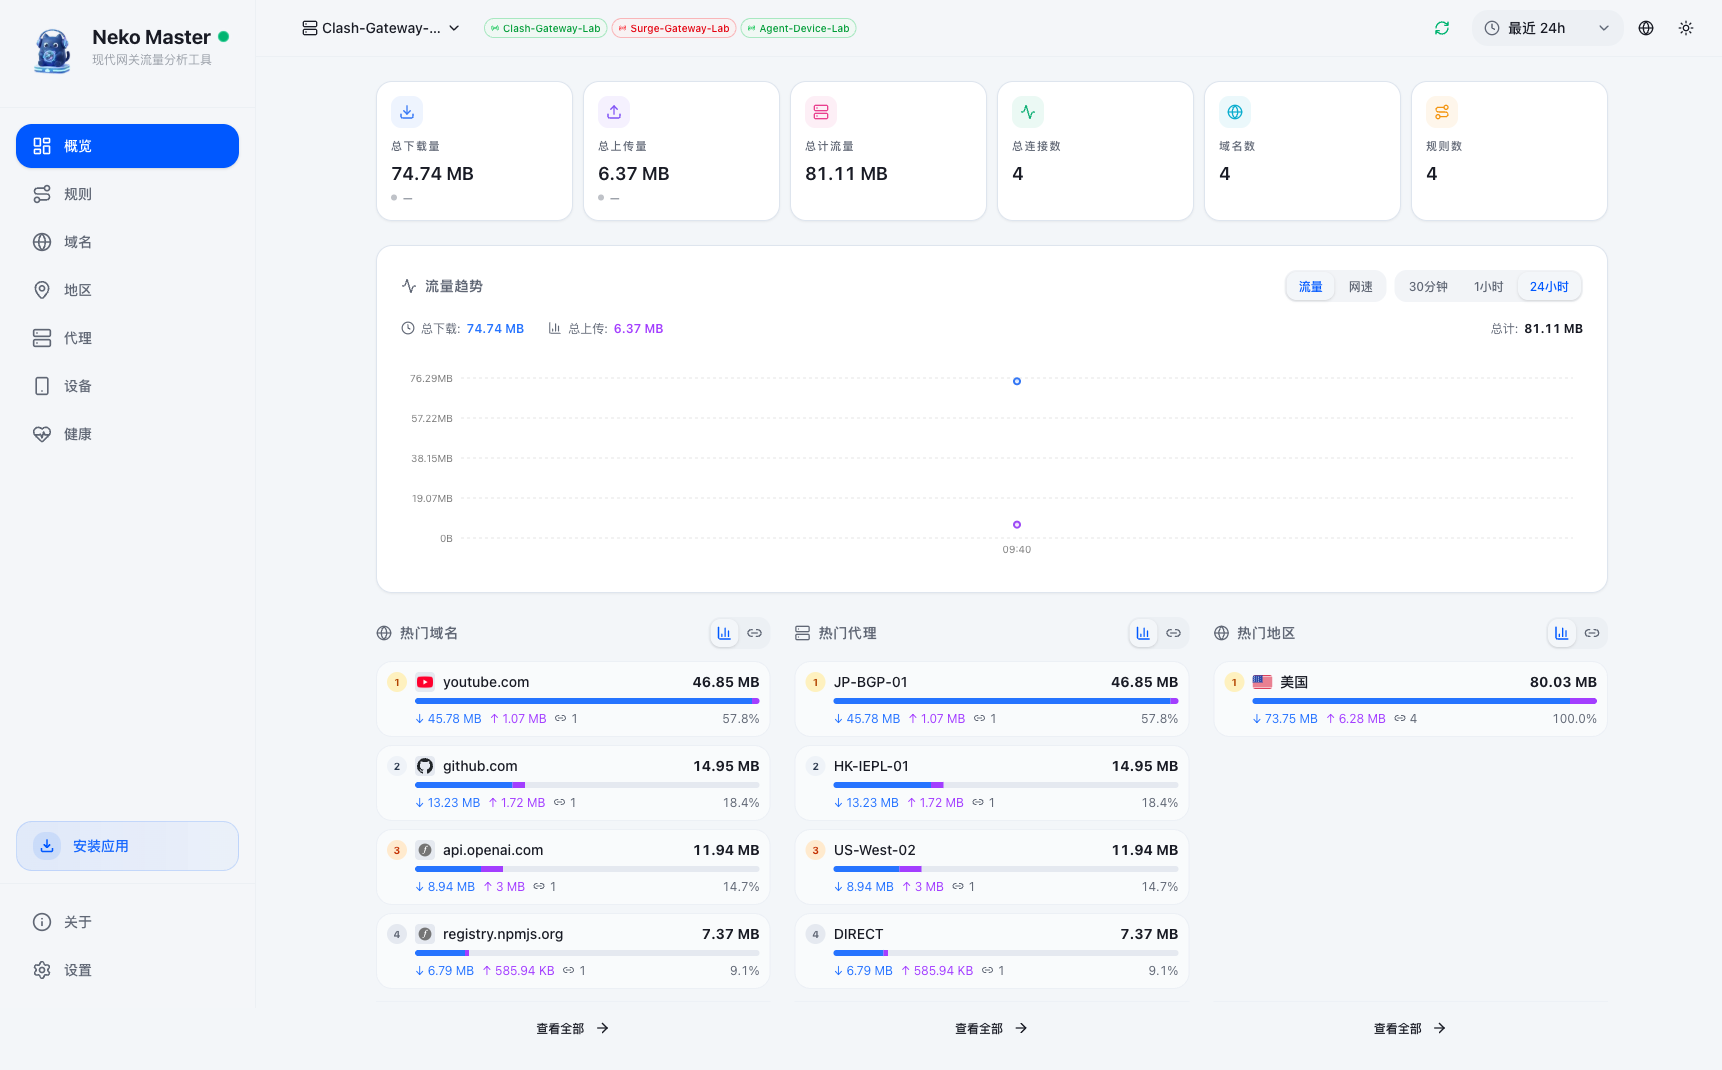 Neko Master
现代网关流量分析工具
概览
规则
域名
地区
代理
设备
健康
安装应用
关于
设置
Clash-Gateway-...
Clash-Gateway-Lab
Surge-Gateway-Lab
Agent-Device-Lab
最近 24h
总下载量
74.74 MB
—
总上传量
6.37 MB
—
总计流量
81.11 MB
总连接数
4
域名数
4
规则数
4
流量趋势
流量 网速
30分钟 1小时 24小时
总下载: 74.74 MB
总上传: 6.37 MB
总计: 81.11 MB
76.29MB
57.22MB
38.15MB
19.07MB
0B
09:40
热门域名
1 youtube.com 46.85 MB
↓ 45.78 MB ↑ 1.07 MB 1 57.8%
2 github.com 14.95 MB
↓ 13.23 MB ↑ 1.72 MB 1 18.4%
3 api.openai.com 11.94 MB
↓ 8.94 MB ↑ 3 MB 1 14.7%
4 registry.npmjs.org 7.37 MB
↓ 6.79 MB ↑ 585.94 KB 1 9.1%
查看全部 →
热门代理
1 JP-BGP-01 46.85 MB
↓ 45.78 MB ↑ 1.07 MB 1 57.8%
2 HK-IEPL-01 14.95 MB
↓ 13.23 MB ↑ 1.72 MB 1 18.4%
3 US-West-02 11.94 MB
↓ 8.94 MB ↑ 3 MB 1 14.7%
4 DIRECT 7.37 MB
↓ 6.79 MB ↑ 585.94 KB 1 9.1%
查看全部 →
热门地区
1 美国 80.03 MB
↓ 73.75 MB ↑ 6.28 MB 4 100.0%
查看全部 →